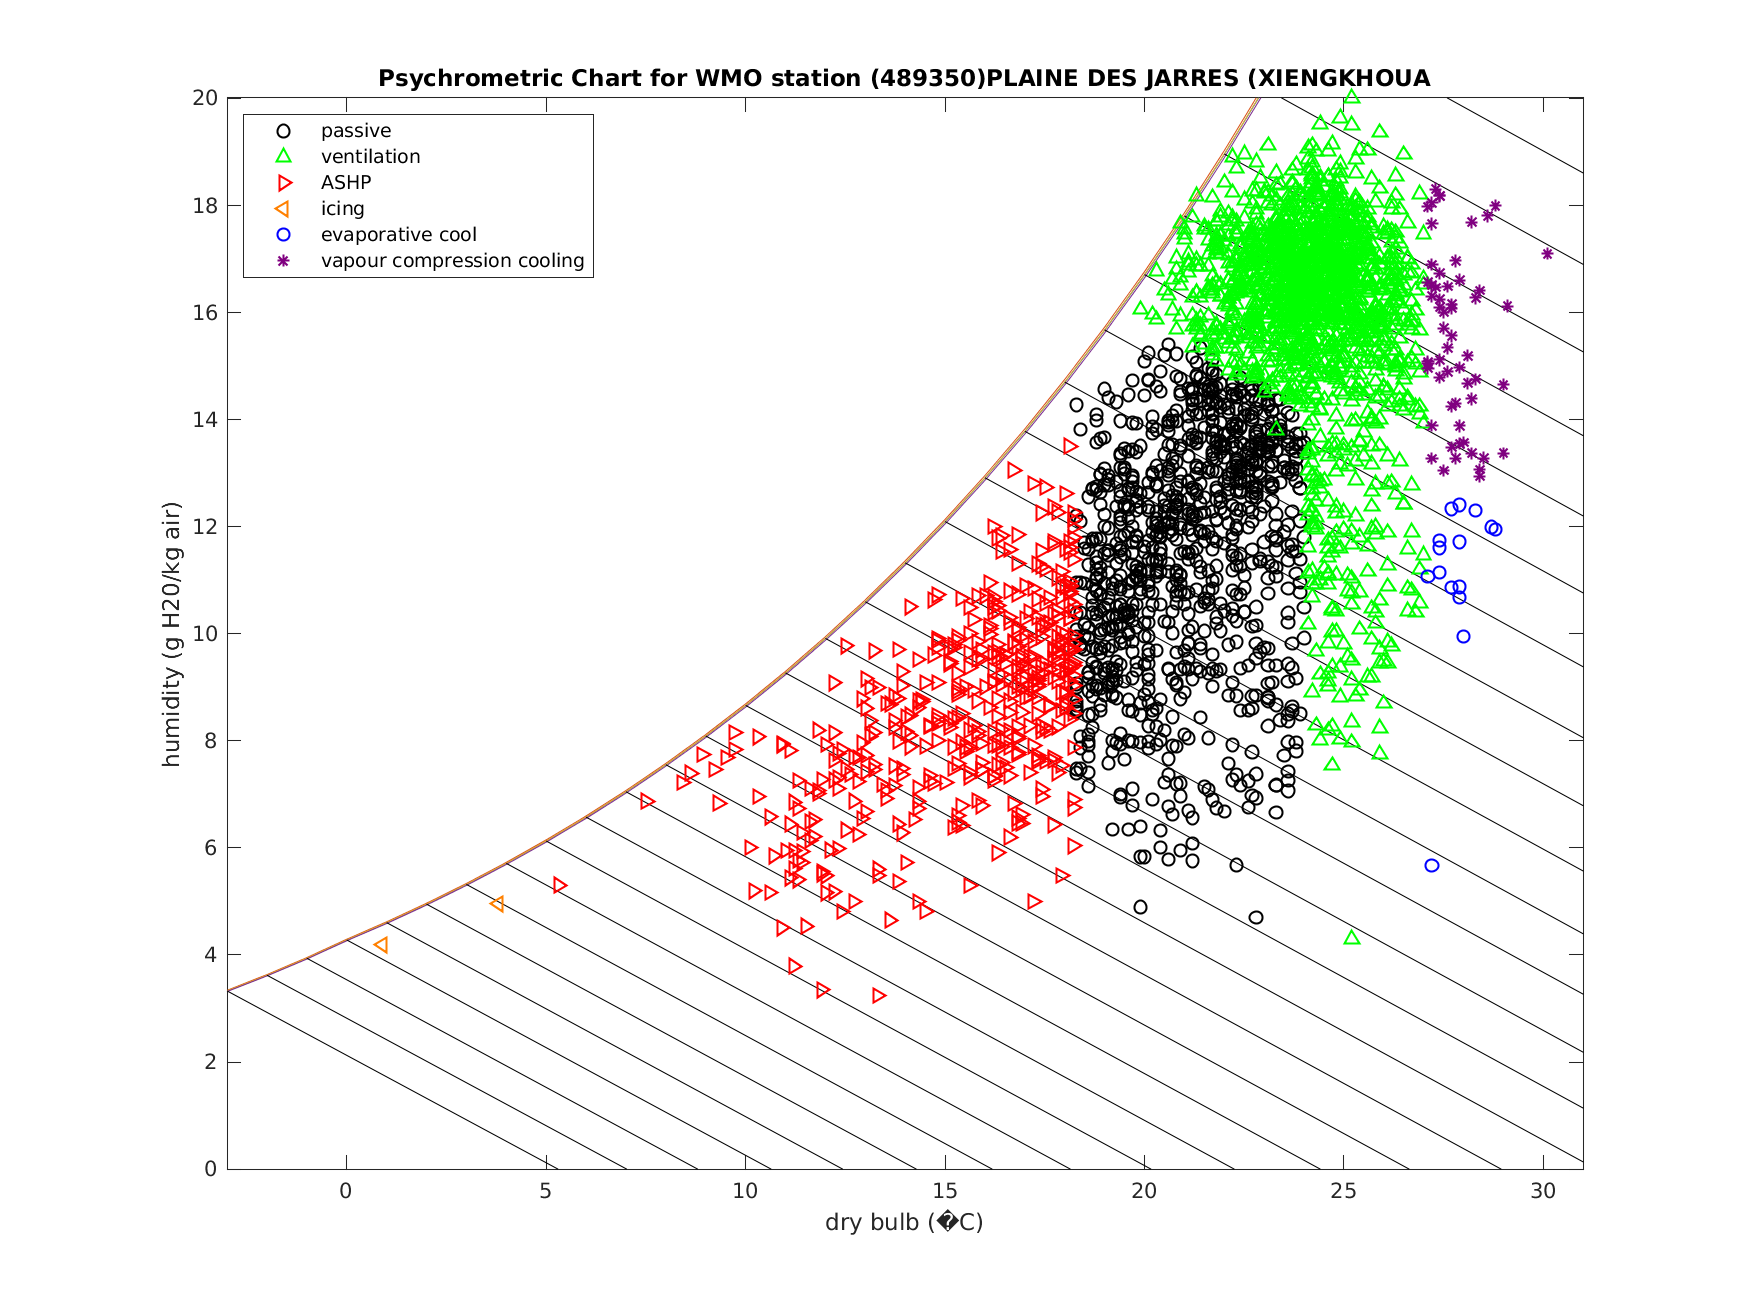 Psychrometric Chart for WMO station (489350)PLAINE DES JARRES (XIENGKHOUA
passive
ventilation
ASHP
icing
evaporative cool
vapour compression cooling
humidity (g H20/kg air)
20
18
16
14
12
10
8
6
4
2
0
0 5 10 15 20 25 30
dry bulb (�C)